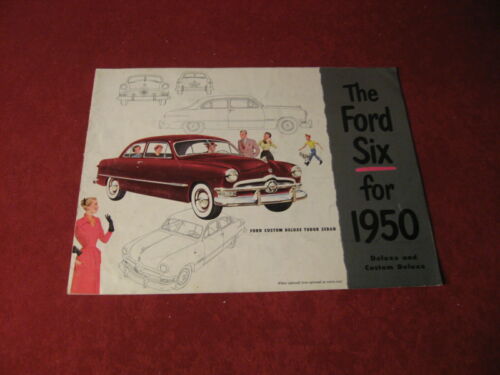 The
Ford
Six
for
1950
Deluxe and
Custom Deluxe
FORD CUSTOM DELUXE TUDOR SEDAN